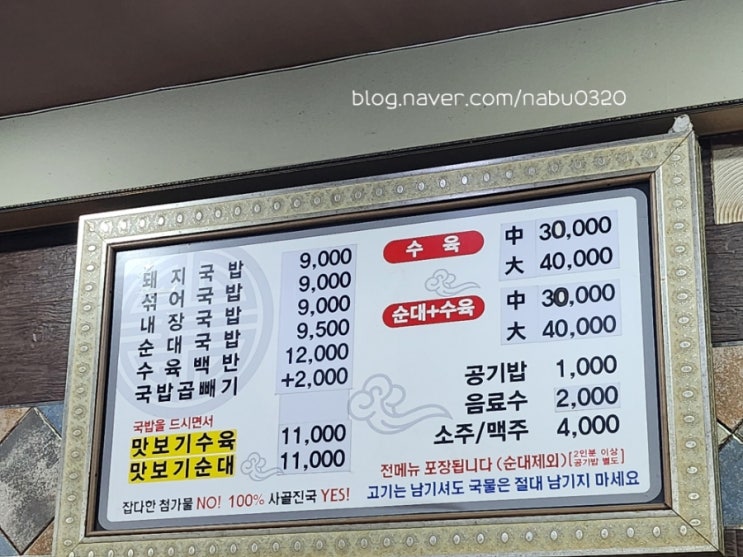 blog.naver.com/nabu0320
돼지국밥 9,000
섞어국밥 9,000
내장국밥 9,000
순대국밥 9,500
수육백반 12,000
국밥곱빼기 +2,000
국밥을 드시면서
맛보기수육 11,000
맛보기순대 11,000
잡다한 첨가물 NO! 100% 사골진국 YES!
수육 中 30,000
大 40,000
순대+수육 中 30,000
大 40,000
공기밥 1,000
음료수 2,000
소주/맥주 4,000
전메뉴 포장됩니다 (순대제외) [2인분 이상
공기밥 별도]
고기는 남기셔도 국물은 절대 남기지 마세요